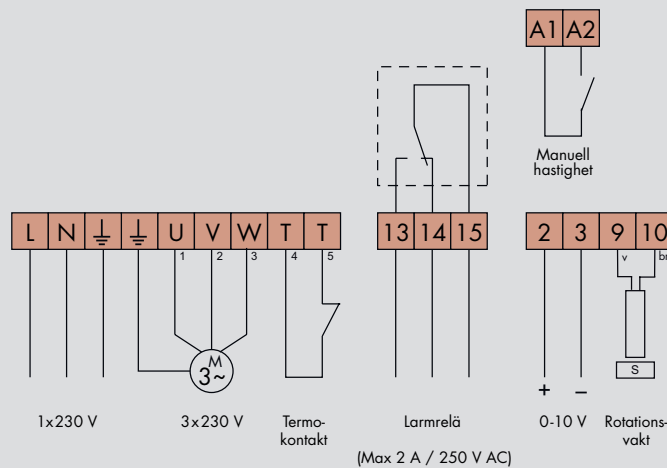 A1 A2
Manuell
hastighet
L N U V W T T
1 2 3 4 5
13 14 15
2 3 9 10
v br
M
3~
S
+ −
1x230 V
3x230 V
Termo-
kontakt
Larmrelä
(Max 2 A / 250 V AC)
0-10 V
Rotations-
vakt